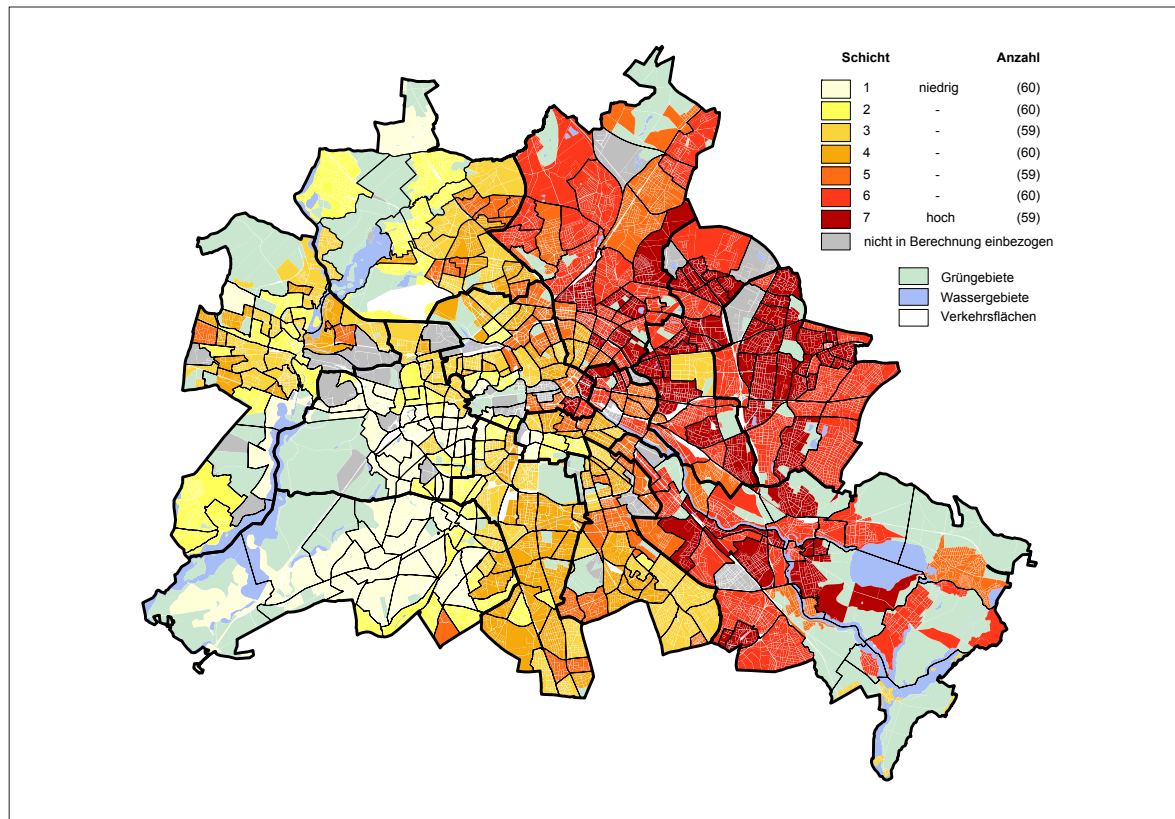 Schicht Anzahl
1 niedrig (60)
2 - (60)
3 - (59)
4 - (60)
5 - (59)
6 - (60)
7 hoch (59)
nicht in Berechnung einbezogen
Grüngebiete
Wassergebiete
Verkehrsflächen